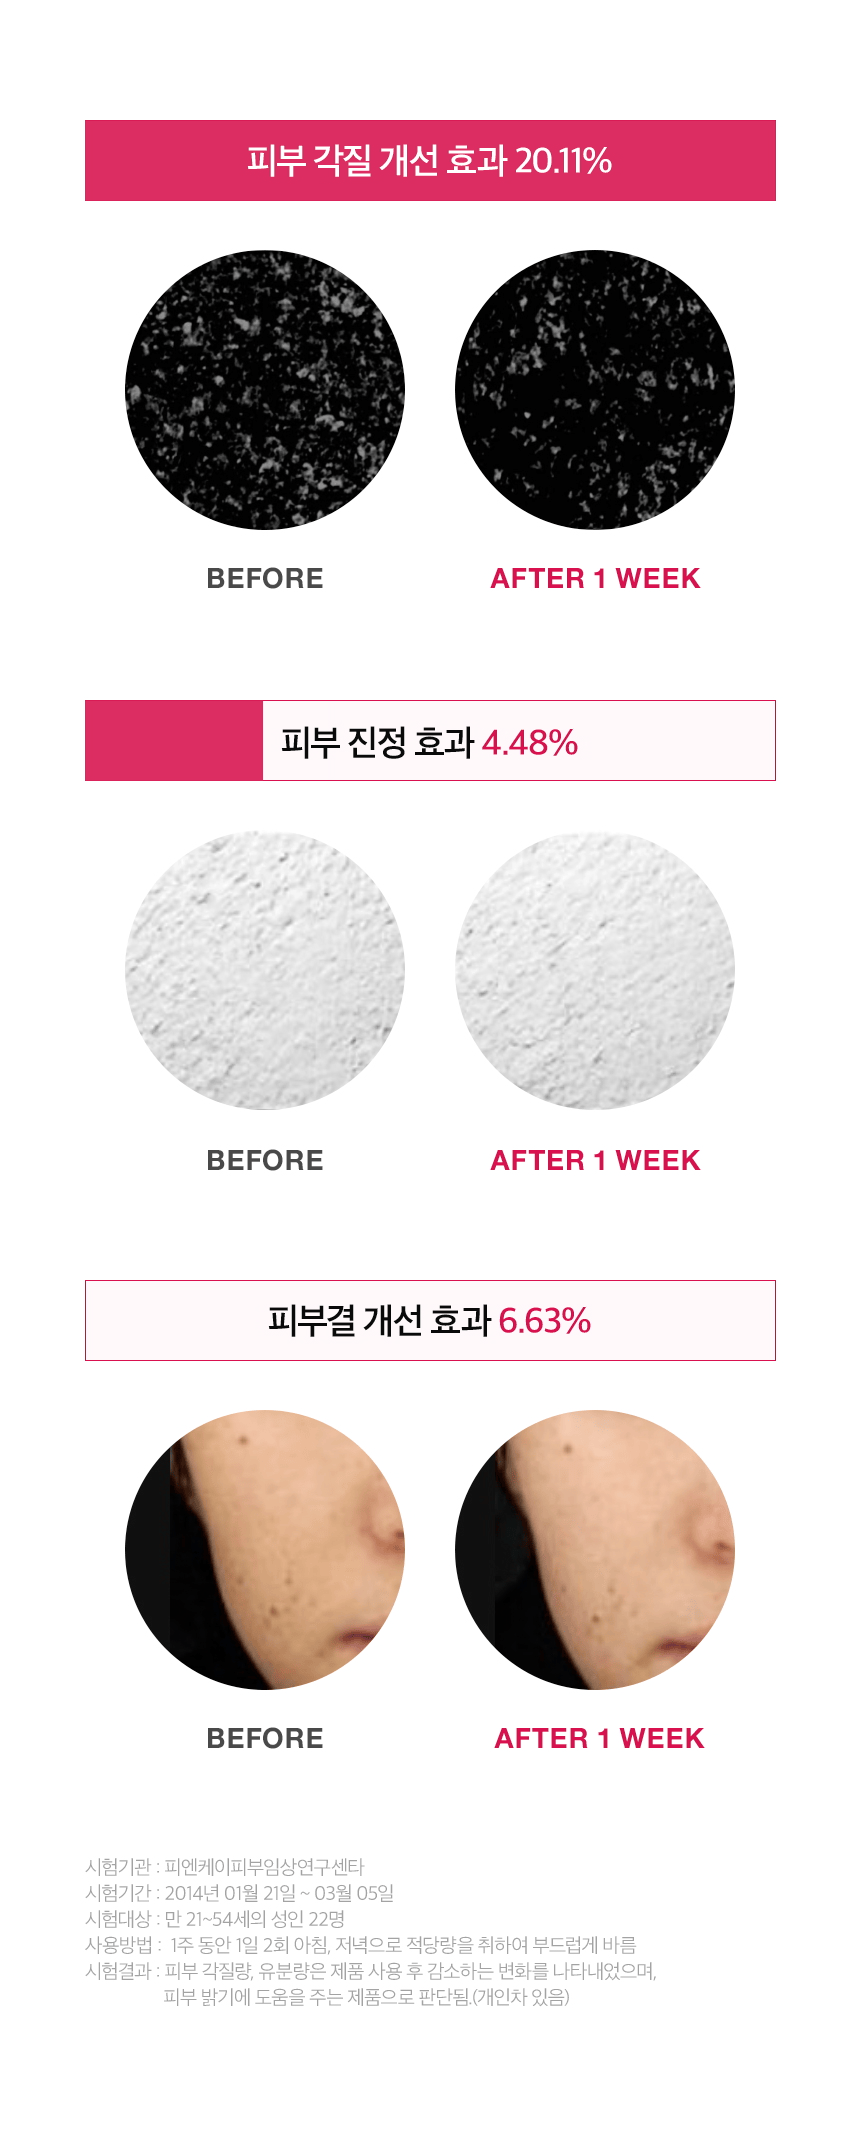 피부 각질 개선 효과 20.11%
BEFORE
AFTER 1 WEEK
피부 진정 효과 4.48%
BEFORE
AFTER 1 WEEK
피부결 개선 효과 6.63%
BEFORE
AFTER 1 WEEK
시험기관 : 피엔케이피부임상연구센타
시험기간 : 2014년 01월 21일 ~ 03월 05일
시험대상 : 만 21~54세의 성인 22명
사용방법 : 1주 동안 1일 2회 아침, 저녁으로 적당량을 취하여 부드럽게 바름
시험결과 : 피부 각질량, 유분량은 제품 사용 후 감소하는 변화를 나타내었으며,
피부 밝기에 도움을 주는 제품으로 판단됨.(개인차 있음)